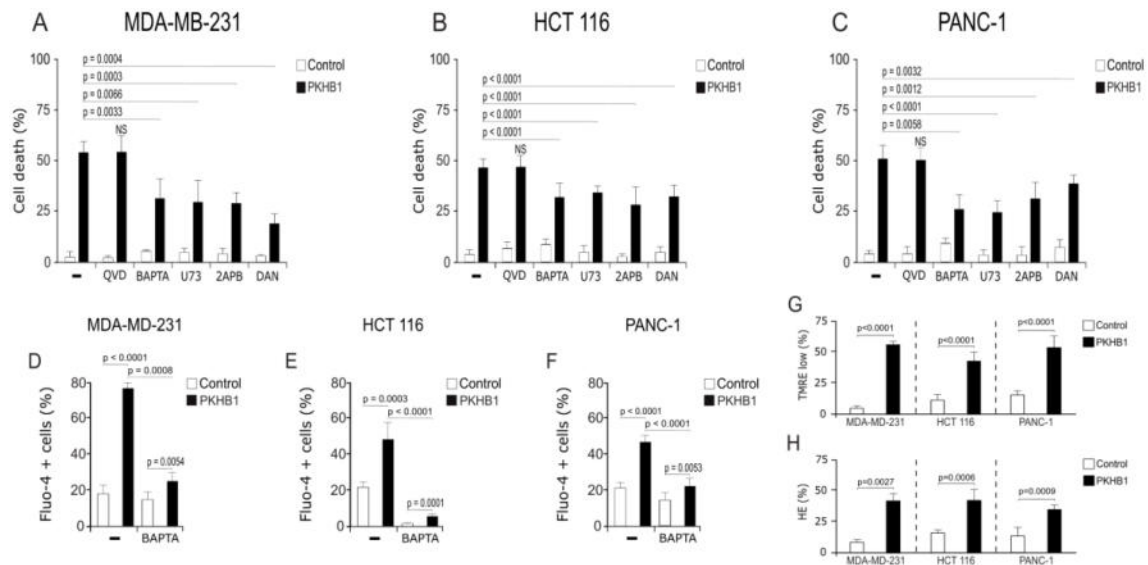 A
MDA-MB-231
100
75
50
25
0
Cell death (%)
p = 0.0004
p = 0.0003
p = 0.0066
p = 0.0033
NS
Control
PKHB1
-
QVD
BAPTA
U73
2APB
DAN
B
HCT 116
100
75
50
25
0
Cell death (%)
p < 0.0001
p < 0.0001
p < 0.0001
p < 0.0001
NS
Control
PKHB1
-
QVD
BAPTA
U73
2APB
DAN
C
PANC-1
100
75
50
25
0
Cell death (%)
p = 0.0032
p = 0.0012
p < 0.0001
p = 0.0058
NS
Control
PKHB1
-
QVD
BAPTA
U73
2APB
DAN
MDA-MD-231
D
p < 0.0001
p = 0.0008
p = 0.0054
80
60
40
20
0
Fluo-4 + cells (%)
Control
PKHB1
-
BAPTA
HCT 116
E
p = 0.0003
p < 0.0001
p = 0.0001
80
60
40
20
0
Fluo-4 + cells (%)
Control
PKHB1
-
BAPTA
PANC-1
F
p < 0.0001
p < 0.0001
p = 0.0053
80
60
40
20
0
Fluo-4 + cells (%)
Control
PKHB1
-
BAPTA
G
75
50
25
0
TMRE low (%)
p<0.0001
p<0.0001
p<0.0001
Control
PKHB1
MDA-MD-231
HCT 116
PANC-1
H
75
50
25
0
HE (%)
p=0.0027
p=0.0006
p=0.0009
Control
PKHB1
MDA-MD-231
HCT 116
PANC-1